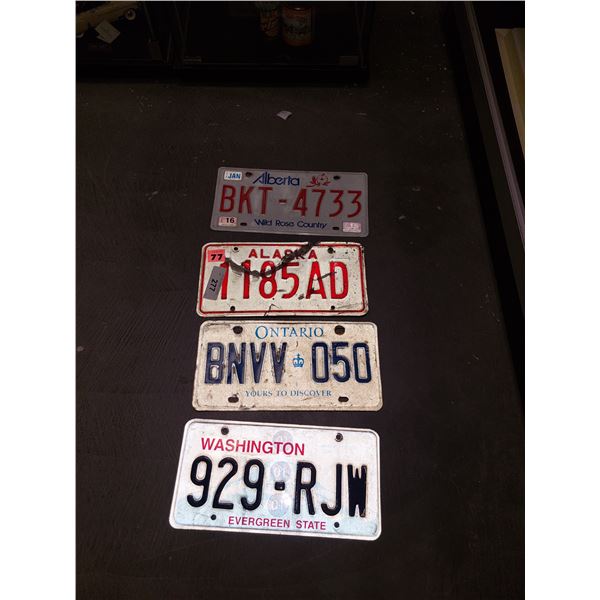 JAN Alberta
BKT-4733
16 Wild Rose Country
77 ALASKA
277 1185AD
ONTARIO
BNVV 050
YOURS TO DISCOVER
WASHINGTON
929-RJW
EVERGREEN STATE